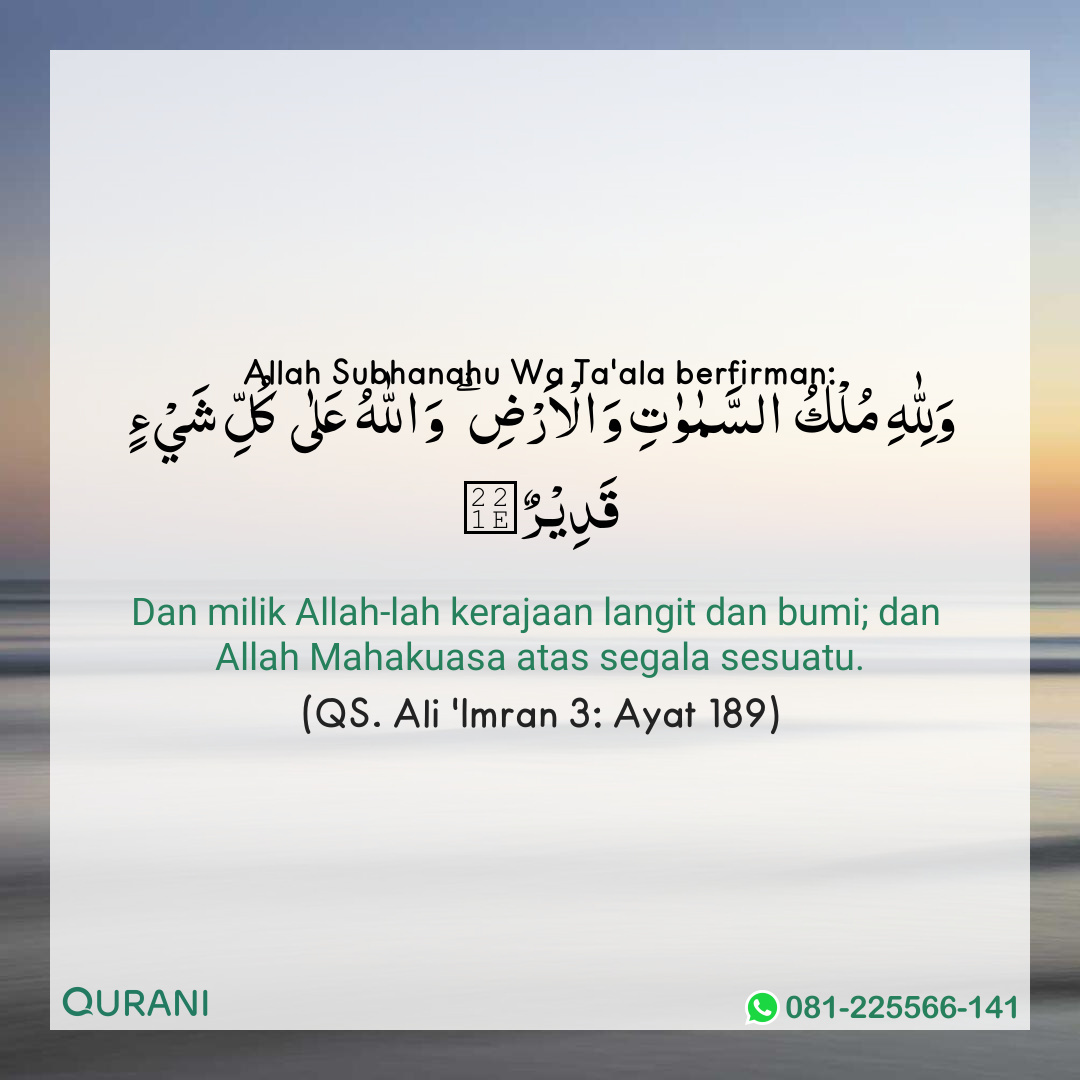 Allah Subhanahu Wa Ta'ala berfirman:
وَلِلّٰهِ مُلْكُ السَّمٰوٰتِ وَالْاَرْضِ ۗ وَاللّٰهُ عَلٰى كُلِّ شَيْءٍ
قَدِيْرٌ
Dan milik Allah-lah kerajaan langit dan bumi; dan
Allah Mahakuasa atas segala sesuatu.
(QS. Ali 'Imran 3: Ayat 189)
QURANI
081-225566-141